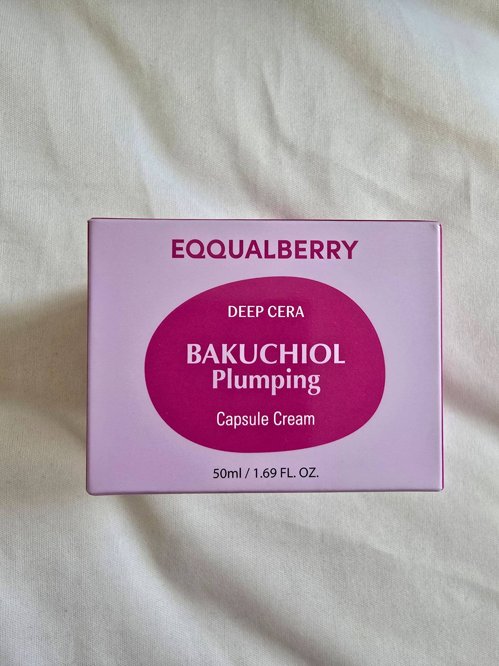 EQQUALBERRY
DEEP CERA
BAKUCHIOL
Plumping
Capsule Cream
50ml / 1.69 FL. OZ.